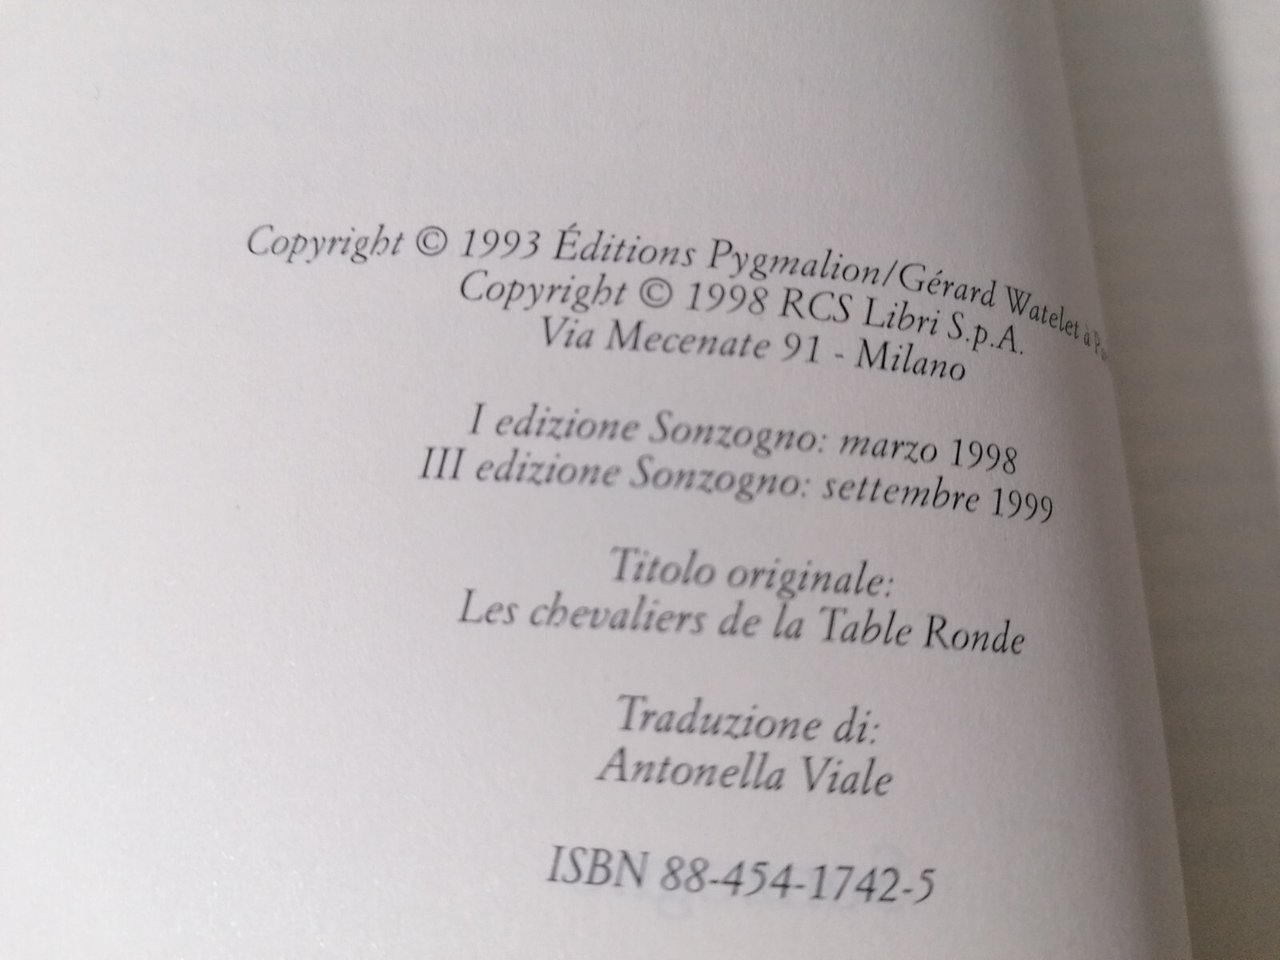 Copyright © 1993 Éditions Pygmalion/Gérard Watelet à
Copyright © 1998 RCS Libri S.p.A.
Via Mecenate 91 - Milano
I edizione Sonzogno: marzo 1998
III edizione Sonzogno: settembre 1999
Titolo originale:
Les chevaliers de la Table Ronde
Traduzione di:
Antonella Viale
ISBN 88-454-1742-5